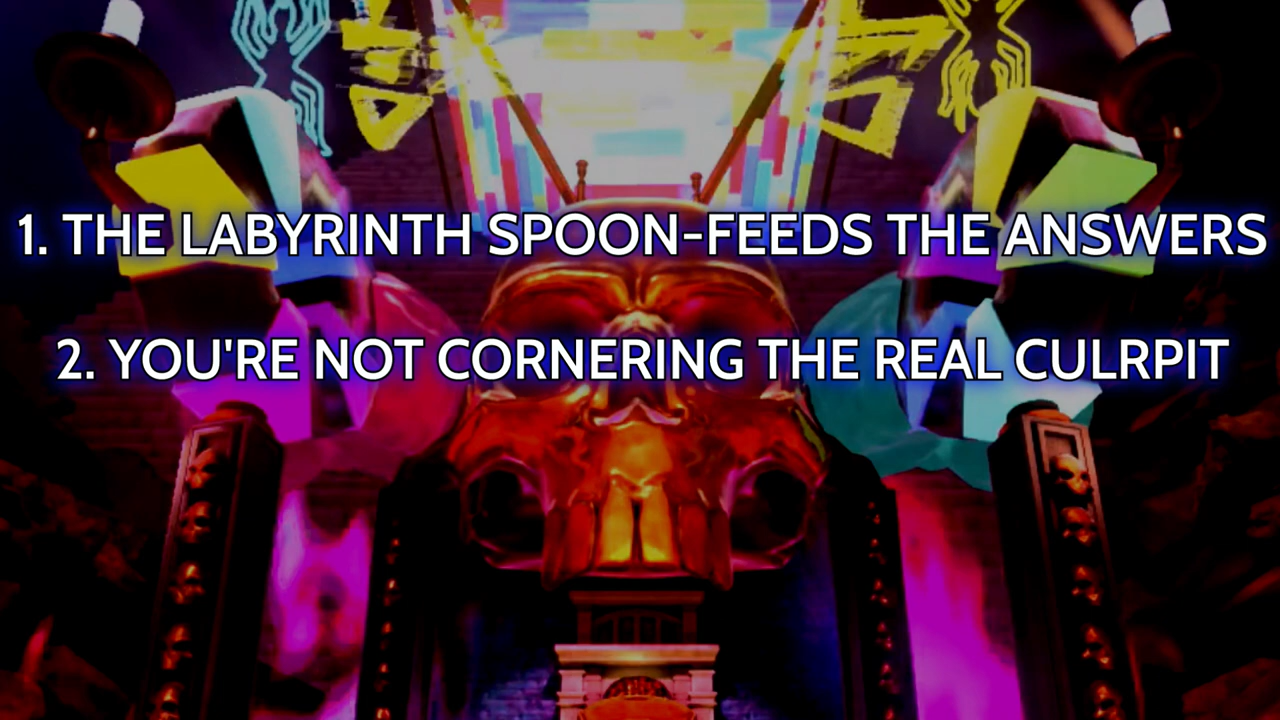 1. THE LABYRINTH SPOON-FEEDS THE ANSWERS
2. YOU'RE NOT CORNERING THE REAL CULRPIT